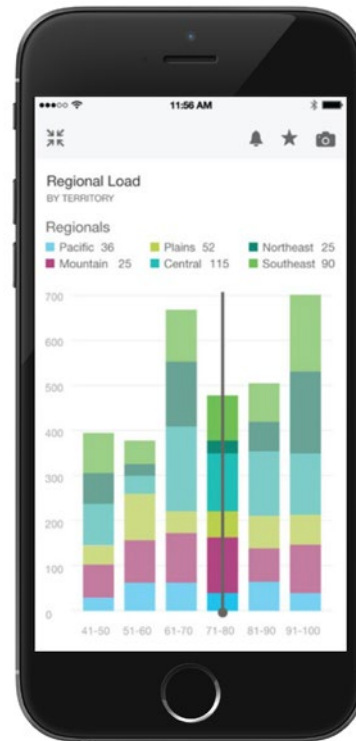 11:56 AM
Regional Load
BY TERRITORY
Regionals
Pacific 36 Plains 52 Northeast 25
Mountain 25 Central 115 Southeast 90
700
600
500
400
300
200
100
0
41-50 51-60 61-70 71-80 81-90 91-100